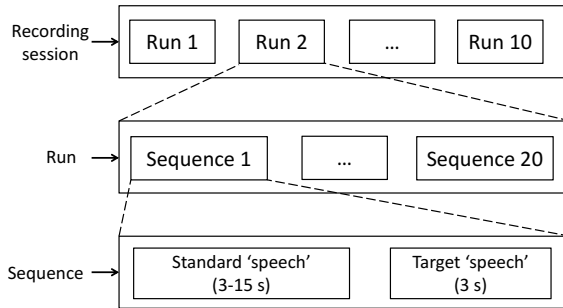 Recording
session
Run 1
Run 2
...
Run 10
Run
Sequence 1
...
Sequence 20
Sequence
Standard ‘speech’
(3-15 s)
Target ‘speech’
(3 s)